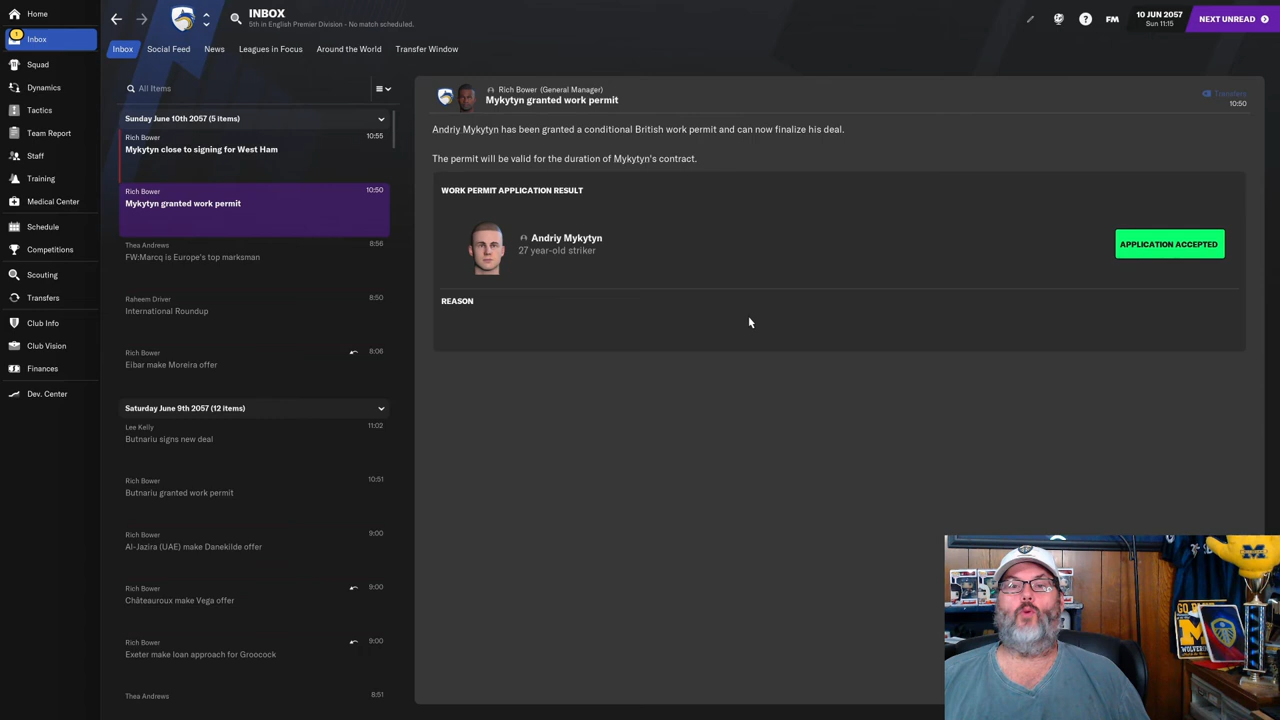 Home
INBOX
5th in English Premier Division - No match scheduled.
FM
10 JUN 2057
Sun 11:15
NEXT UNREAD
1
Inbox
Squad
Dynamics
Tactics
Team Report
Staff
Training
Medical Center
Schedule
Competitions
Scouting
Transfers
Club Info
Club Vision
Finances
Dev. Center
Inbox
Social Feed
News
Leagues in Focus
Around the World
Transfer Window
All Items
Sunday June 10th 2057 (5 items)
Rich Bower
10:55
Mykytyn close to signing for West Ham
Rich Bower
10:50
Mykytyn granted work permit
Thea Andrews
8:56
FW:Marcq is Europe's top marksman
Raheem Driver
8:50
International Roundup
Rich Bower
8:06
Eibar make Moreira offer
Saturday June 9th 2057 (12 items)
Lee Kelly
11:02
Butnariu signs new deal
Rich Bower
10:51
Butnariu granted work permit
Rich Bower
9:00
Al-Jazira (UAE) make Danekilde offer
Rich Bower
9:00
Châteauroux make Vega offer
Rich Bower
9:00
Exeter make loan approach for Groocock
Thea Andrews
8:51
Rich Bower (General Manager)
Mykytyn granted work permit
Transfers
10:50
Andriy Mykytyn has been granted a conditional British work permit and can now finalize his deal.
The permit will be valid for the duration of Mykytyn's contract.
WORK PERMIT APPLICATION RESULT
Andriy Mykytyn
27 year-old striker
APPLICATION ACCEPTED
REASON
GO BLUE
M
WOLVERINES
M